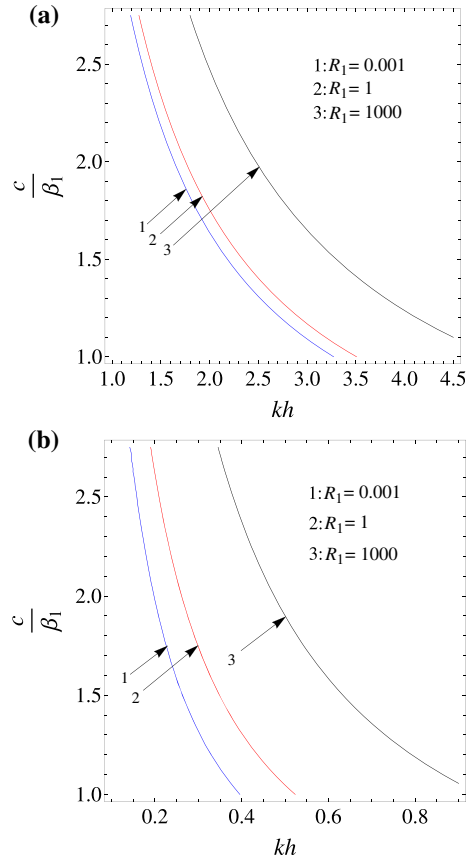 (a)
1:R₁= 0.001
2:R₁= 1
3:R₁= 1000
2.5
2.0
1.5
1.0
c/β₁
1
2
3
1.0 1.5 2.0 2.5 3.0 3.5 4.0 4.5
kh
(b)
1:R₁= 0.001
2:R₁= 1
3:R₁= 1000
2.5
2.0
1.5
1.0
c/β₁
1
2
3
0.2 0.4 0.6 0.8
kh